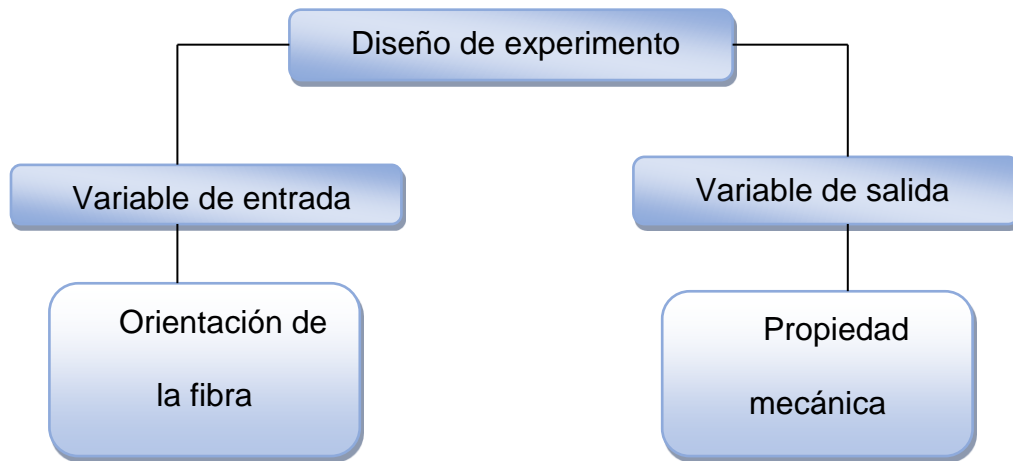 Diseño de experimento
Variable de entrada
Variable de salida
Orientación de
la fibra
Propiedad
mecánica